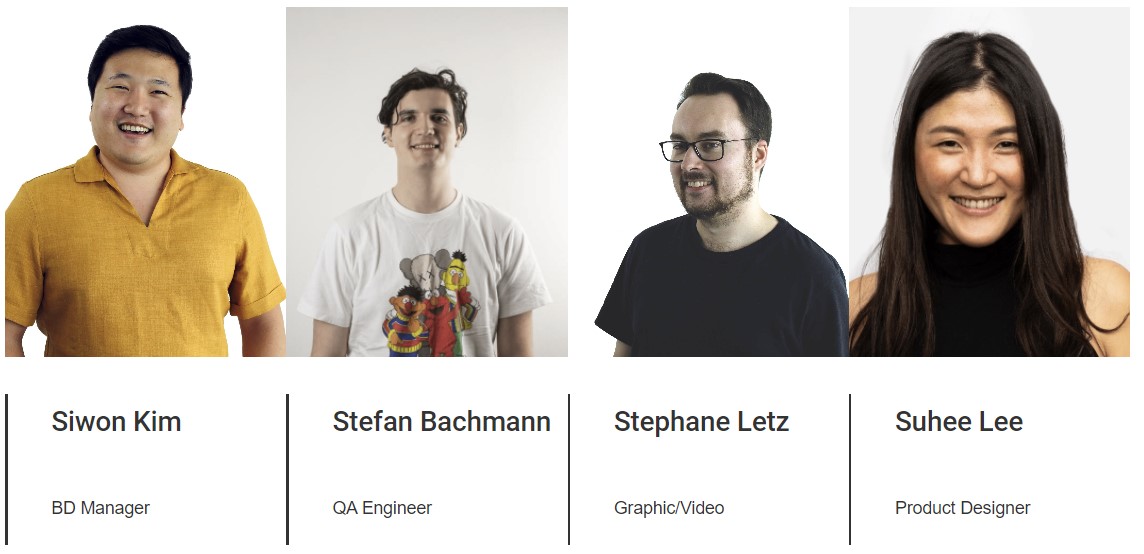 Siwon Kim
Stefan Bachmann
Stephane Letz
Suhee Lee
BD Manager
QA Engineer
Graphic/Video
Product Designer